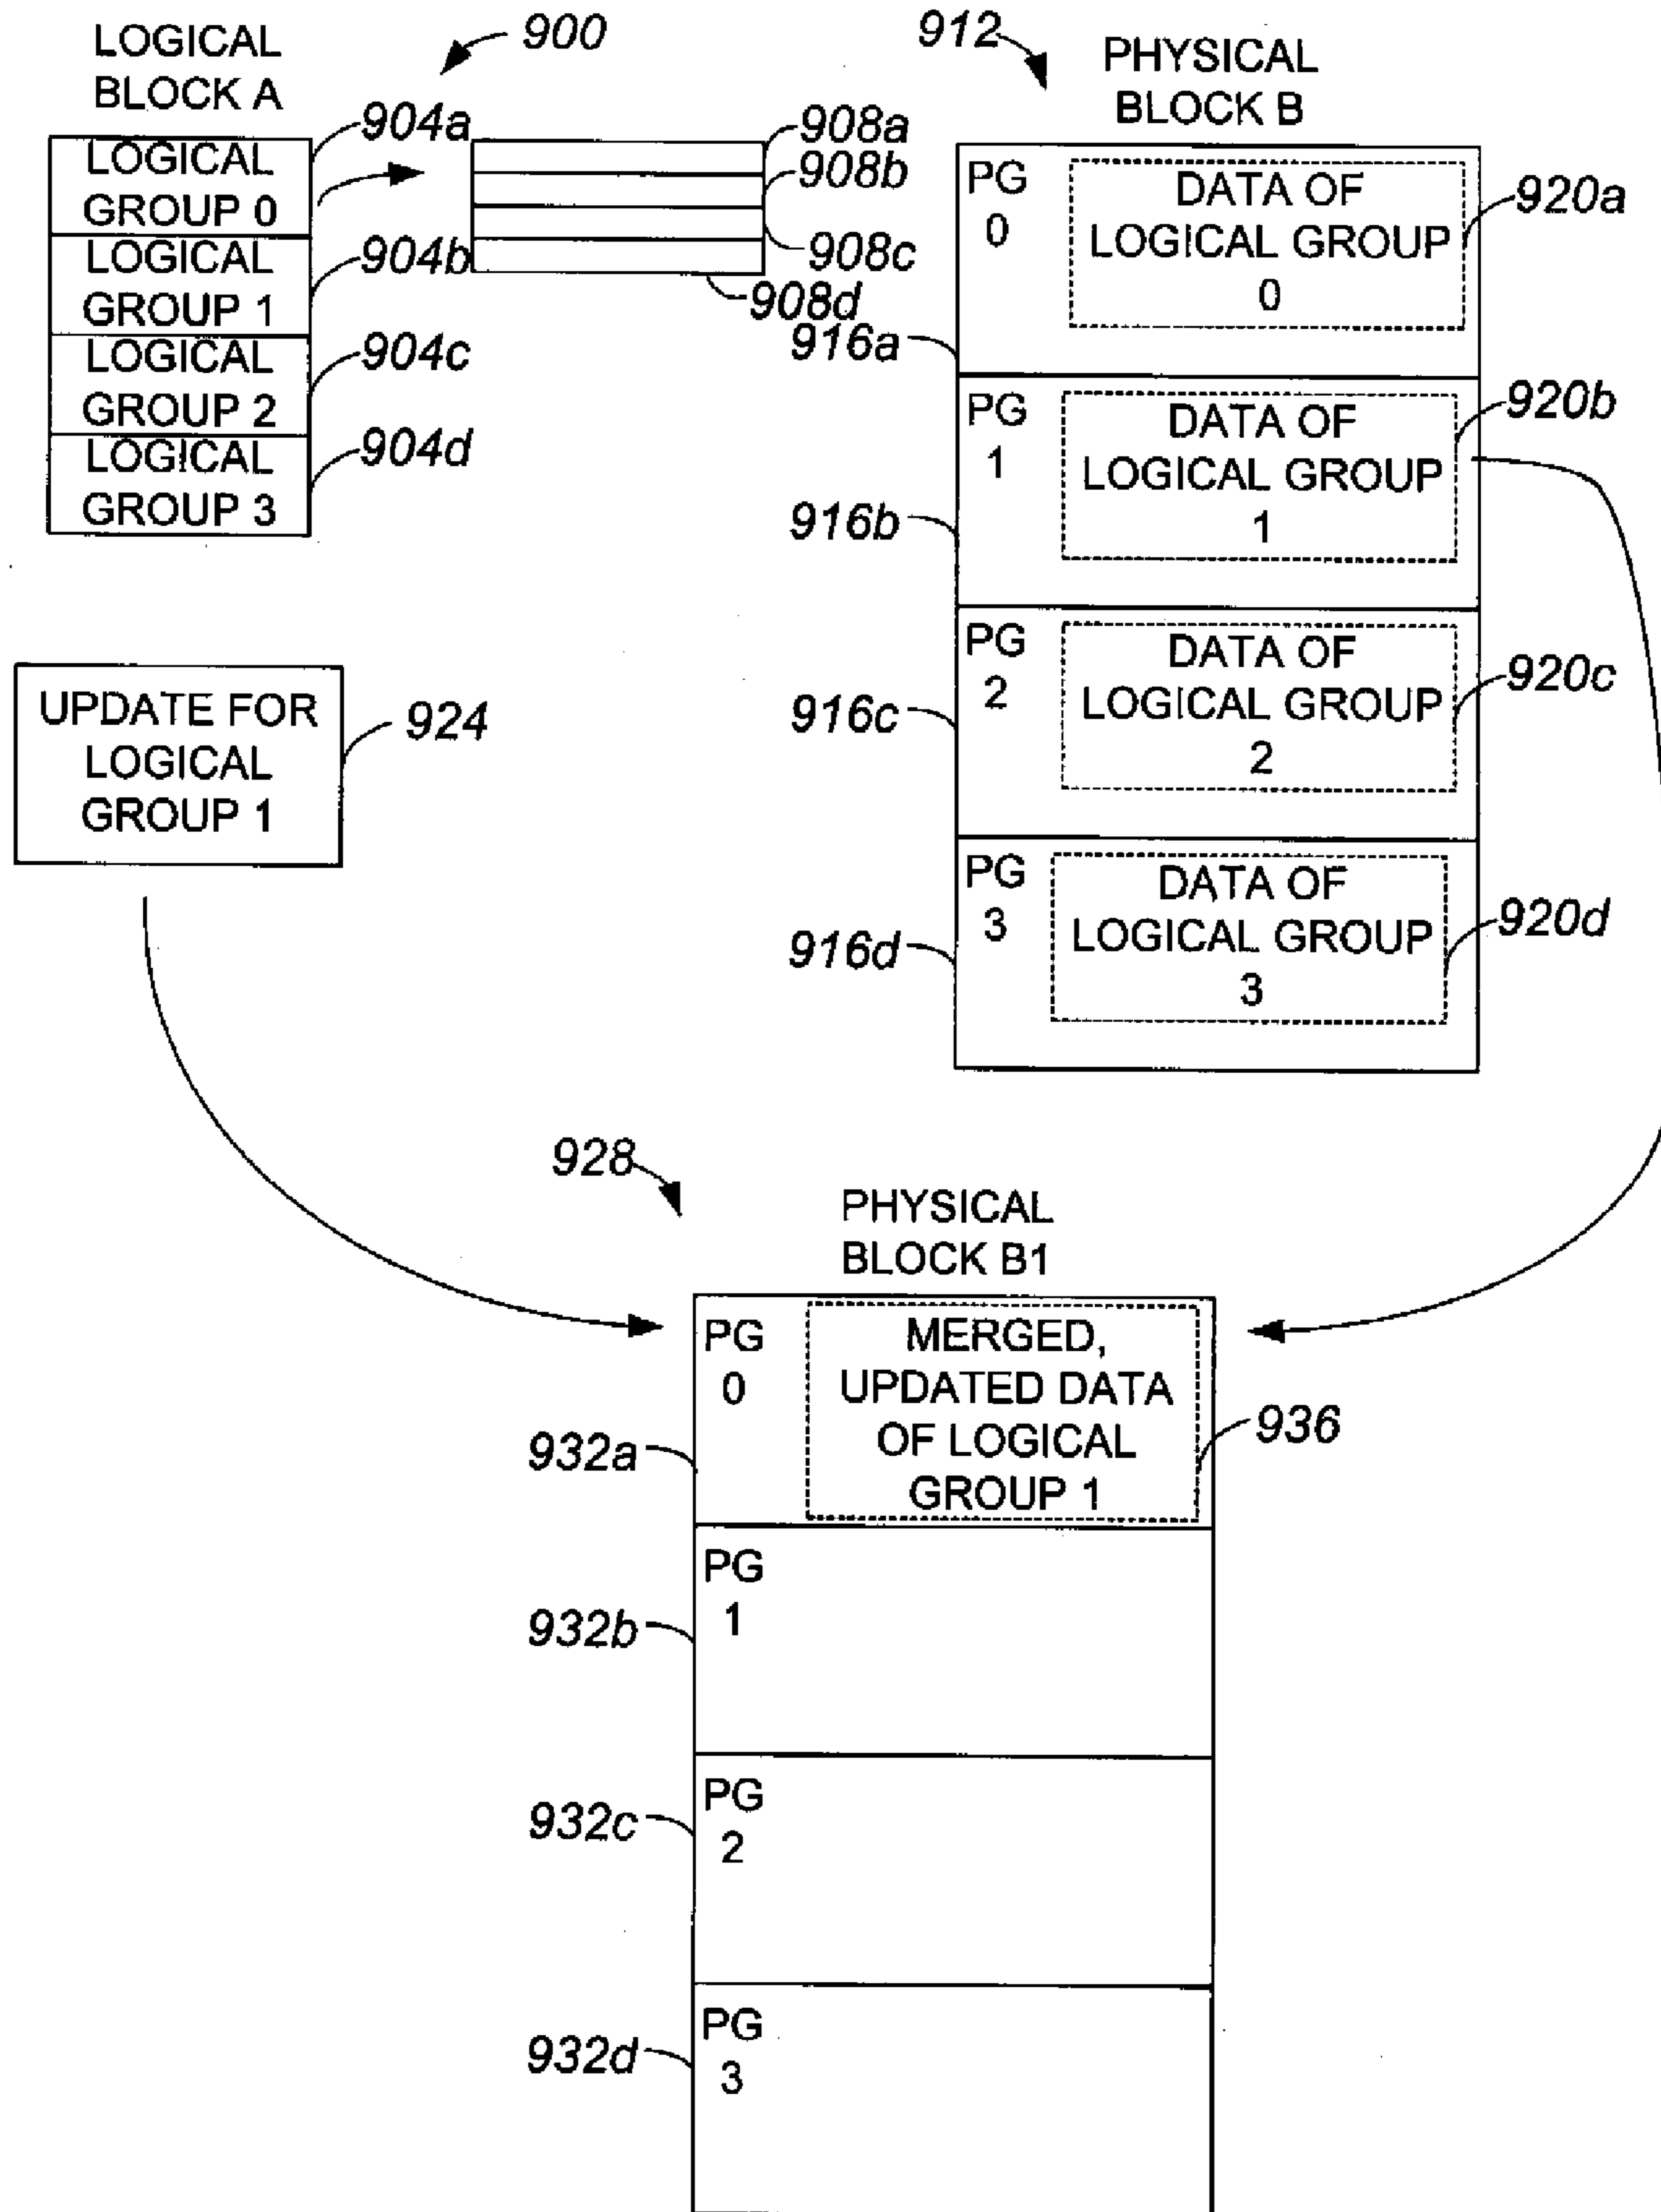 LOGICAL
BLOCK A
900
LOGICAL
GROUP 0
904a
LOGICAL
GROUP 1
904b
LOGICAL
GROUP 2
904c
LOGICAL
GROUP 3
904d
908a
908b
908c
908d
912
PHYSICAL
BLOCK B
PG
0
DATA OF
LOGICAL GROUP
0
920a
916a
PG
1
DATA OF
LOGICAL GROUP
1
920b
916b
PG
2
DATA OF
LOGICAL GROUP
2
920c
916c
PG
3
DATA OF
LOGICAL GROUP
3
920d
916d
UPDATE FOR
LOGICAL
GROUP 1
924
928
PHYSICAL
BLOCK B1
PG
0
MERGED,
UPDATED DATA
OF LOGICAL
GROUP 1
936
932a
PG
1
932b
PG
2
932c
PG
3
932d